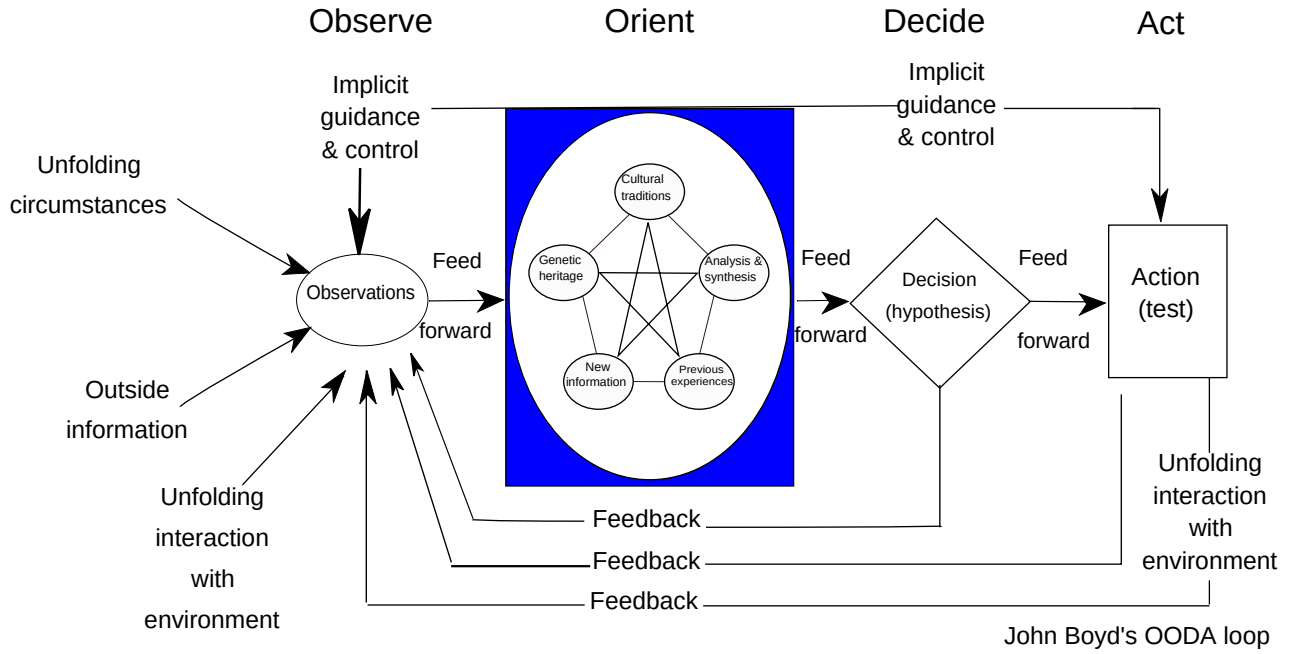 Observe
Orient
Decide
Act
Implicit
guidance
& control
Implicit
guidance
& control
Unfolding
circumstances
Observations
Feed
forward
Cultural
traditions
Genetic
heritage
Analysis &
synthesis
New
information
Previous
experiences
Feed
forward
Decision
(hypothesis)
Feed
forward
Action
(test)
Outside
information
Unfolding
interaction
with
environment
Unfolding
interaction
with
environment
Feedback
Feedback
Feedback
John Boyd's OODA loop